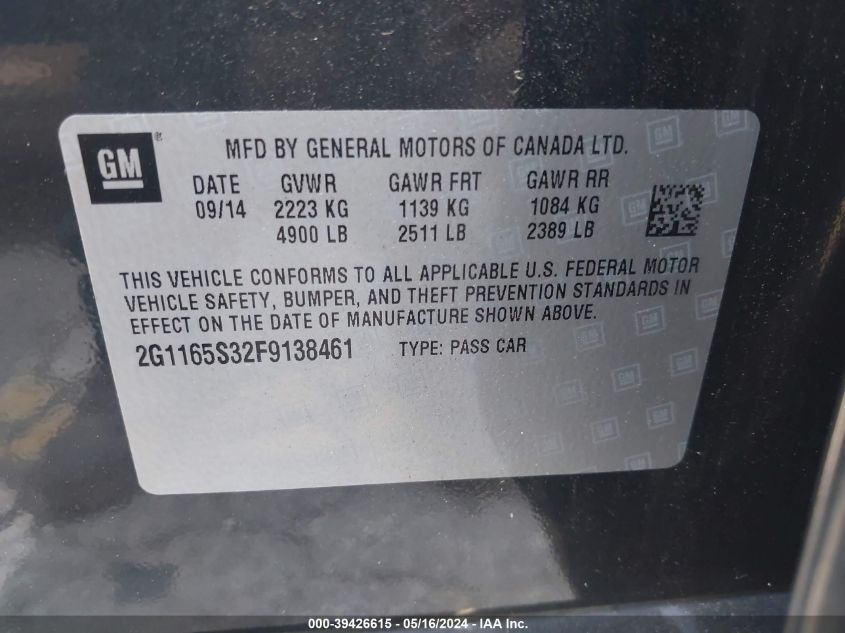 GM ® MFD BY GENERAL MOTORS OF CANADA LTD.
DATE GVWR GAWR FRT GAWR RR
09/14 2223 KG 1139 KG 1084 KG
4900 LB 2511 LB 2389 LB
THIS VEHICLE CONFORMS TO ALL APPLICABLE U.S. FEDERAL MOTOR
VEHICLE SAFETY, BUMPER, AND THEFT PREVENTION STANDARDS IN
EFFECT ON THE DATE OF MANUFACTURE SHOWN ABOVE.
2G1165S32F9138461 TYPE: PASS CAR
000-39426615 - 05/16/2024 - IAA Inc.